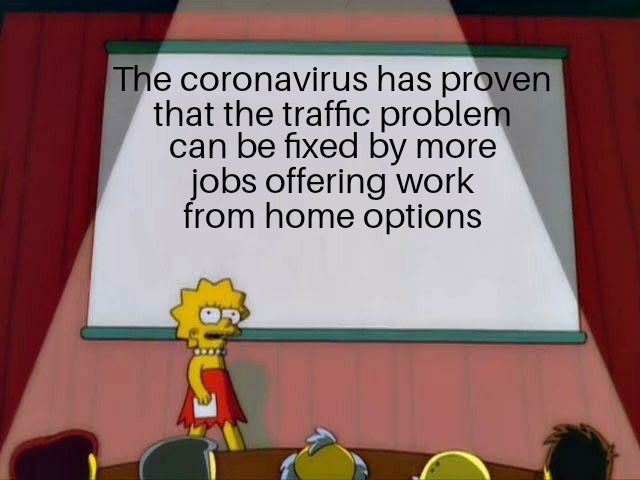 The coronavirus has proven
that the traffic problem
can be fixed by more
jobs offering work
from home options